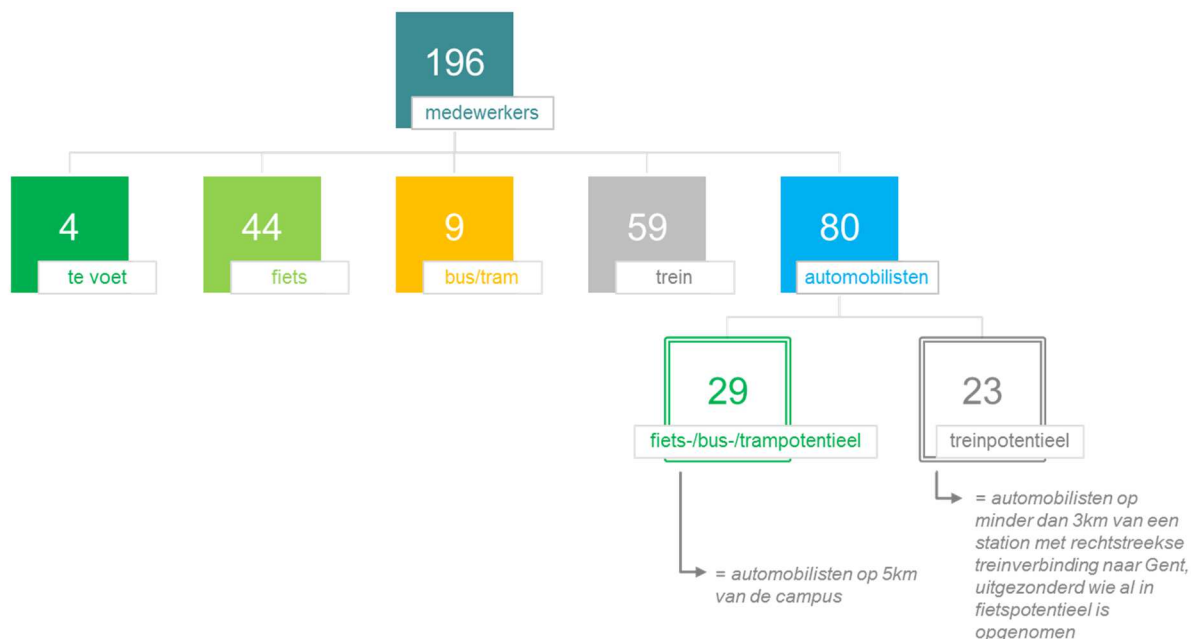 196
medewerkers
4
te voet
44
fiets
9
bus/tram
59
trein
80
automobilisten
29
fiets-/bus-/trampotentieel
23
treinpotentieel
= automobilisten op 5km
van de campus
= automobilisten op
minder dan 3km van een
station met rechtstreekse
treinverbinding naar Gent,
uitgezonderd wie al in
fietspotentieel is
opgenomen